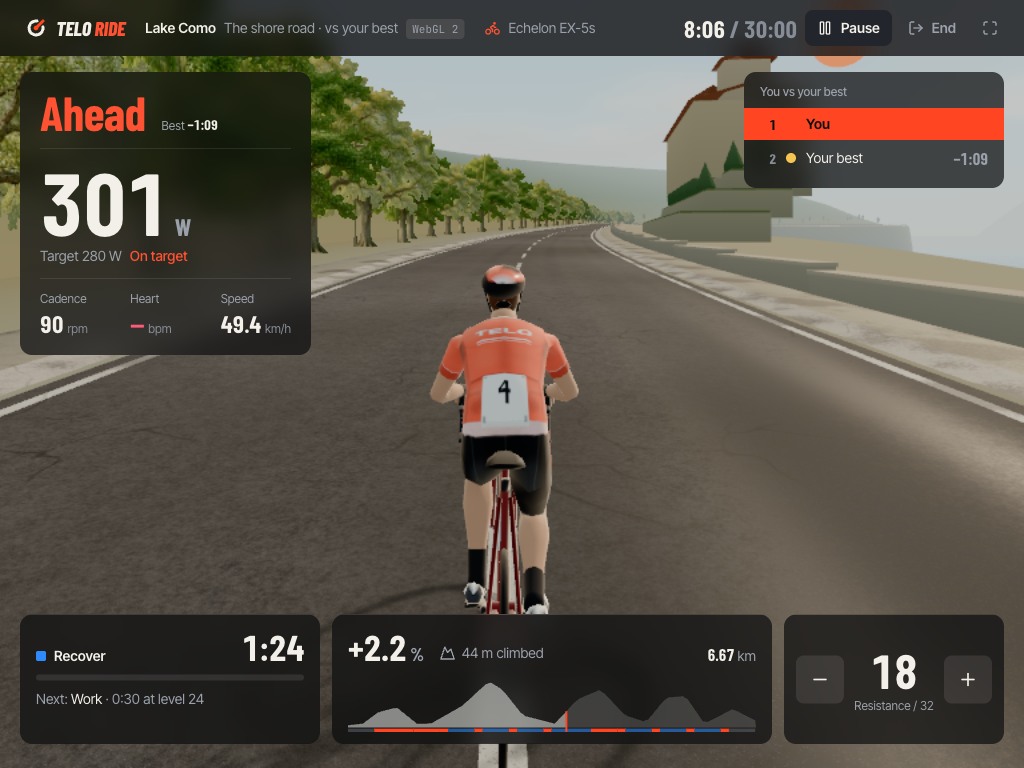 TELO RIDE Lake Como The shore road · vs your best WebGL 2 Echelon EX-5s 8:06 / 30:00 Pause End
Ahead Best −1:09
301 W
Target 280 W On target
Cadence Heart Speed
90 rpm — bpm 49.4 km/h
You vs your best
1 You
2 Your best −1:09
TELO
4
Recover 1:24
Next: Work · 0:30 at level 24
+2.2 % 44 m climbed 6.67 km
− 18 +
Resistance / 32